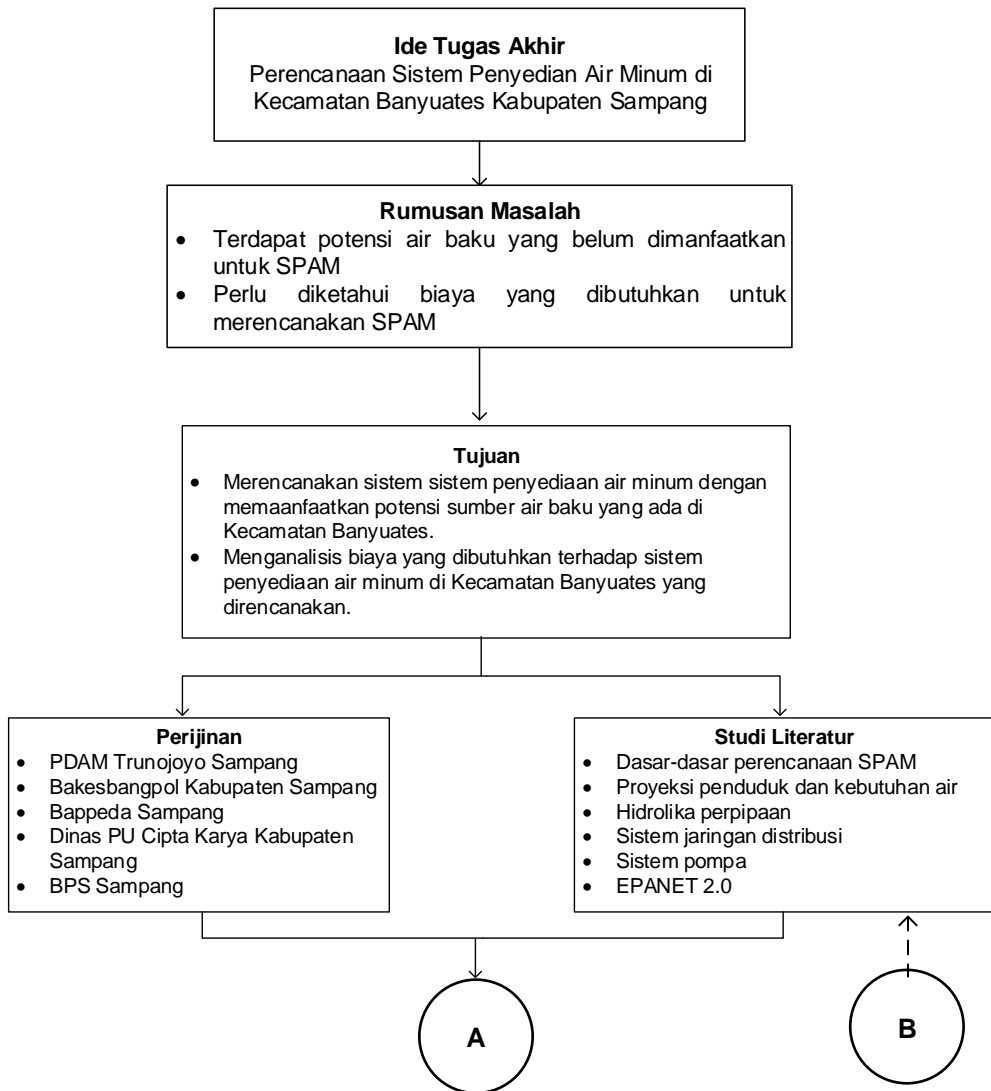 Ide Tugas Akhir
Perencanaan Sistem Penyedian Air Minum di
Kecamatan Banyuates Kabupaten Sampang
Rumusan Masalah
• Terdapat potensi air baku yang belum dimanfaatkan
untuk SPAM
• Perlu diketahui biaya yang dibutuhkan untuk
merencanakan SPAM
Tujuan
• Merencanakan sistem sistem penyediaan air minum dengan
memaanfaatkan potensi sumber air baku yang ada di
Kecamatan Banyuates.
• Menganalisis biaya yang dibutuhkan terhadap sistem
penyediaan air minum di Kecamatan Banyuates yang
direncanakan.
Perijinan
• PDAM Trunojoyo Sampang
• Bakesbangpol Kabupaten Sampang
• Bappeda Sampang
• Dinas PU Cipta Karya Kabupaten
Sampang
• BPS Sampang
Studi Literatur
• Dasar-dasar perencanaan SPAM
• Proyeksi penduduk dan kebutuhan air
• Hidrolika perpipaan
• Sistem jaringan distribusi
• Sistem pompa
• EPANET 2.0
A
B